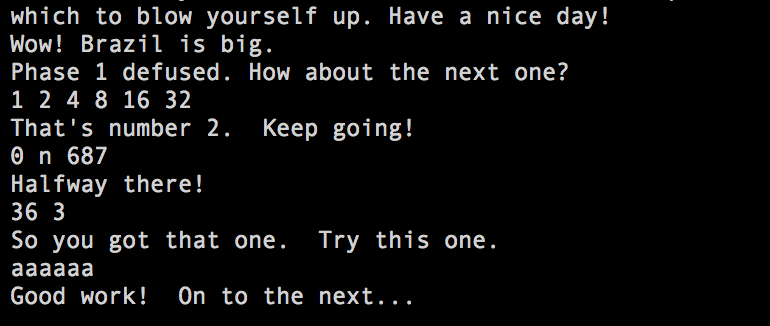 which to blow yourself up. Have a nice day!
Wow! Brazil is big.
Phase 1 defused. How about the next one?
1 2 4 8 16 32
That's number 2.  Keep going!
0 n 687
Halfway there!
36 3
So you got that one.  Try this one.
aaaaaa
Good work!  On to the next...